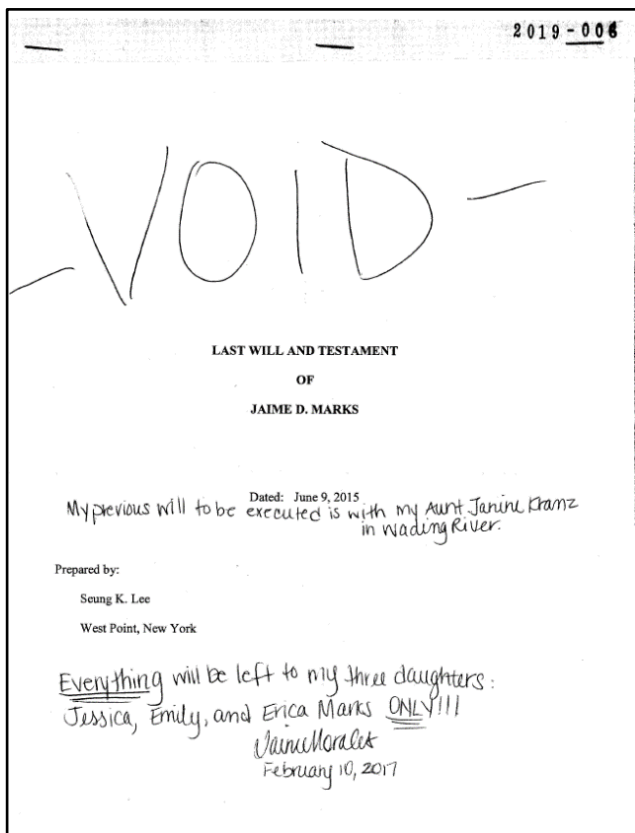 2019-006
-VOID-
LAST WILL AND TESTAMENT
OF
JAIME D. MARKS
Dated: June 9, 2015
My previous will to be executed is with my Aunt Janine Kranz
in Wading River.
Prepared by:
Seung K. Lee
West Point, New York
Everything will be left to my three daughters:
Jessica, Emily, and Erica Marks ONLY!!!
Jaime Morales
February 10, 2017